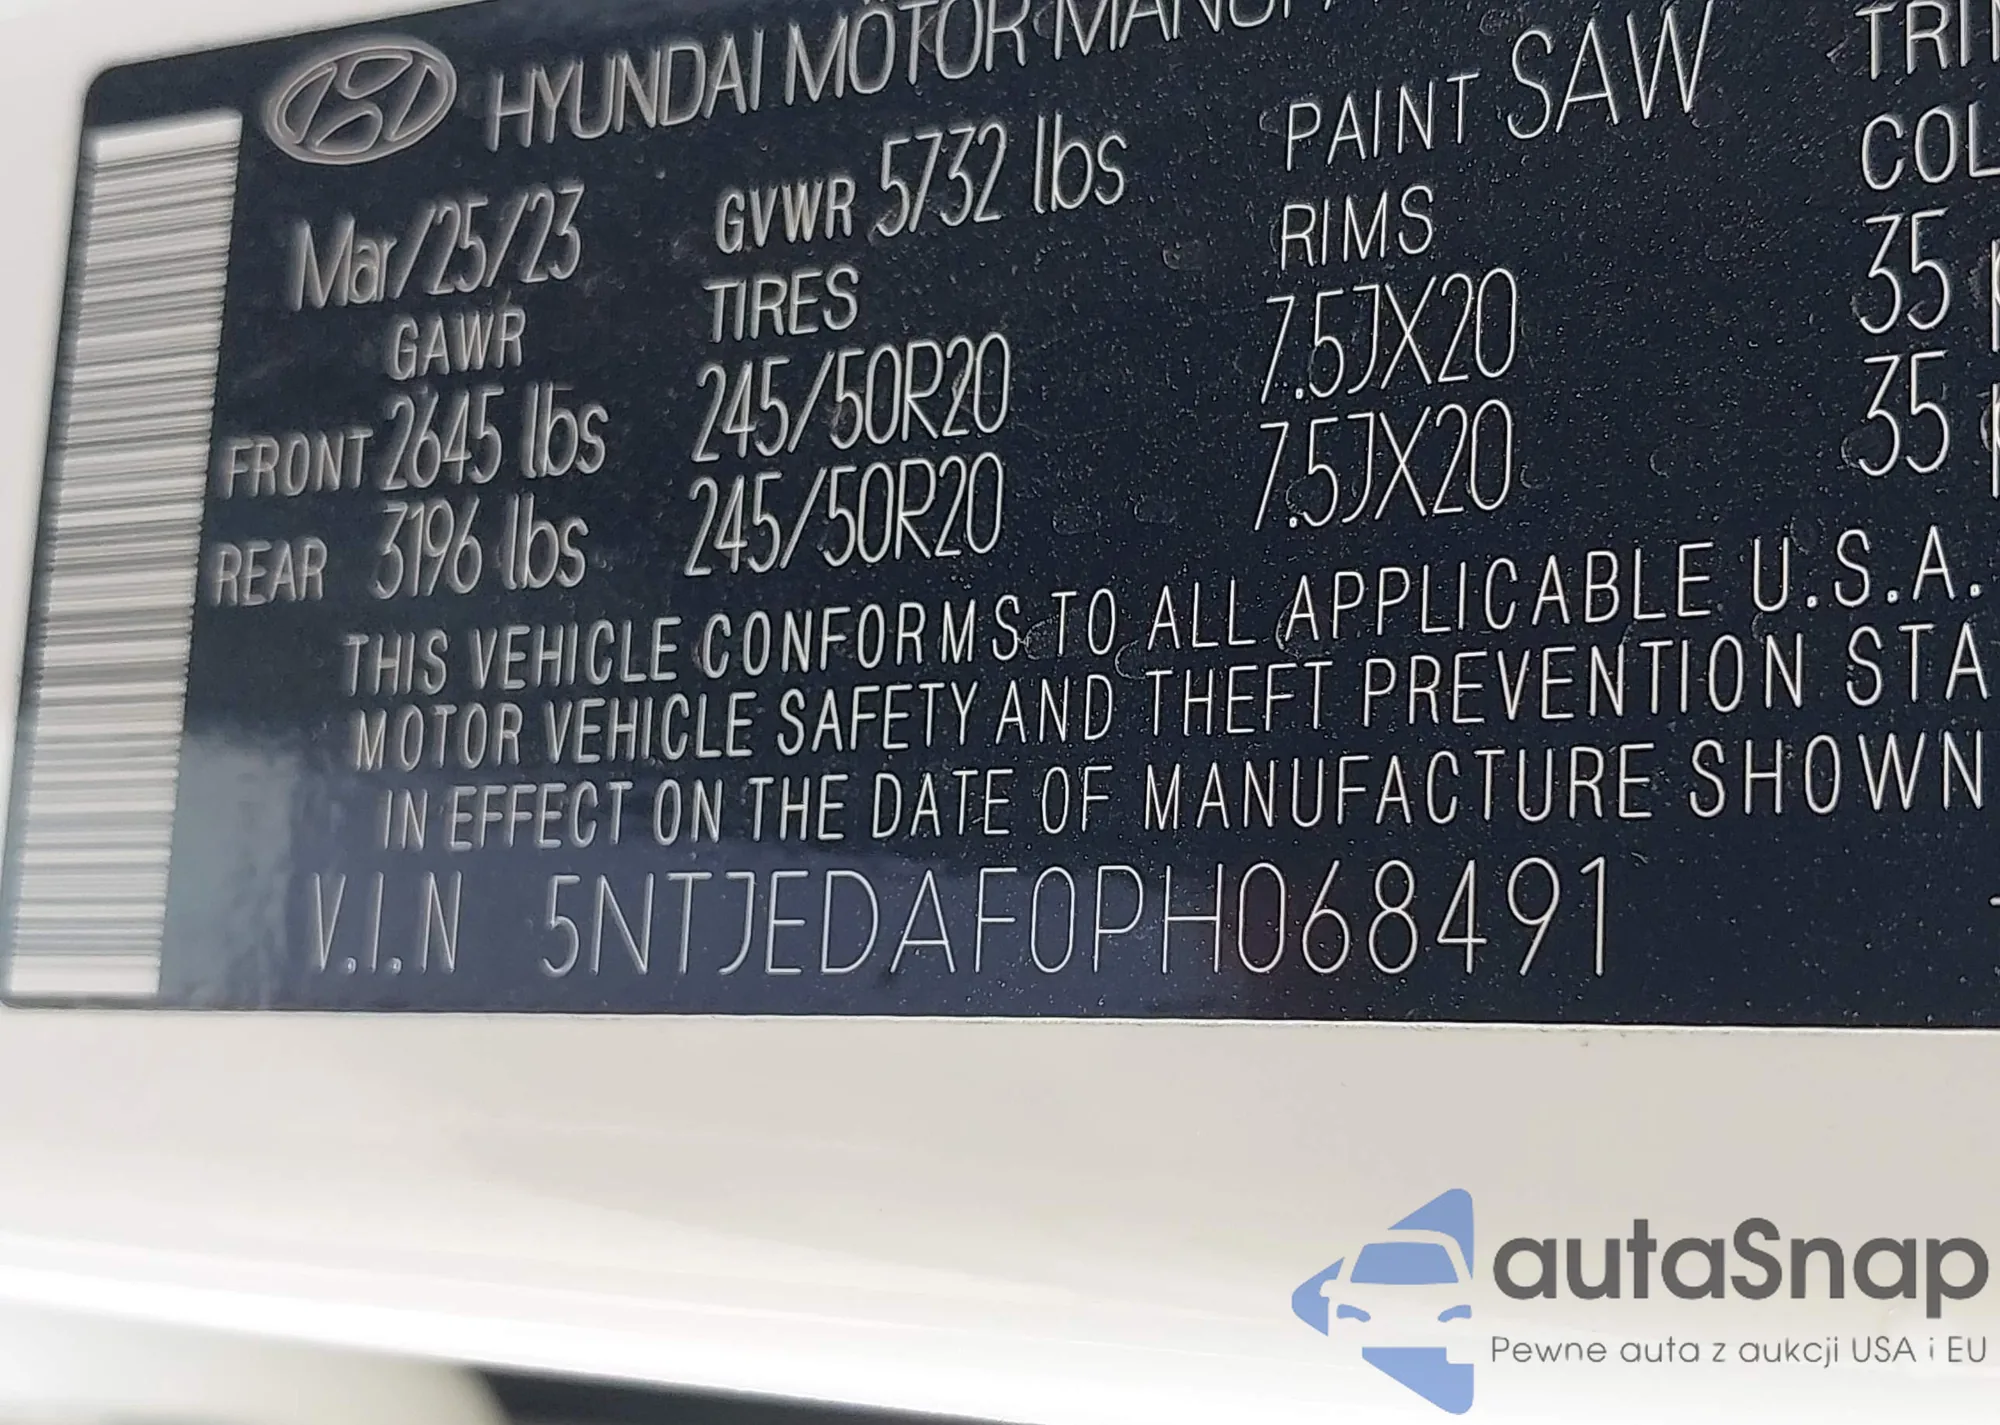 HYUNDAI MOTOR
Mar/25/23 GVWR 5732 lbs PAINT SAW
GAWR TIRES RIMS
FRONT 2645 lbs 245/50R20 7.5JX20 35
REAR 3196 lbs 245/50R20 7.5JX20 35
THIS VEHICLE CONFORMS TO ALL APPLICABLE U.S.A.
MOTOR VEHICLE SAFETY AND THEFT PREVENTION STA
IN EFFECT ON THE DATE OF MANUFACTURE SHOWN
V.I.N 5NTJEDAF0PH068491
autaSnap
Pewne auta z aukcji USA i EU